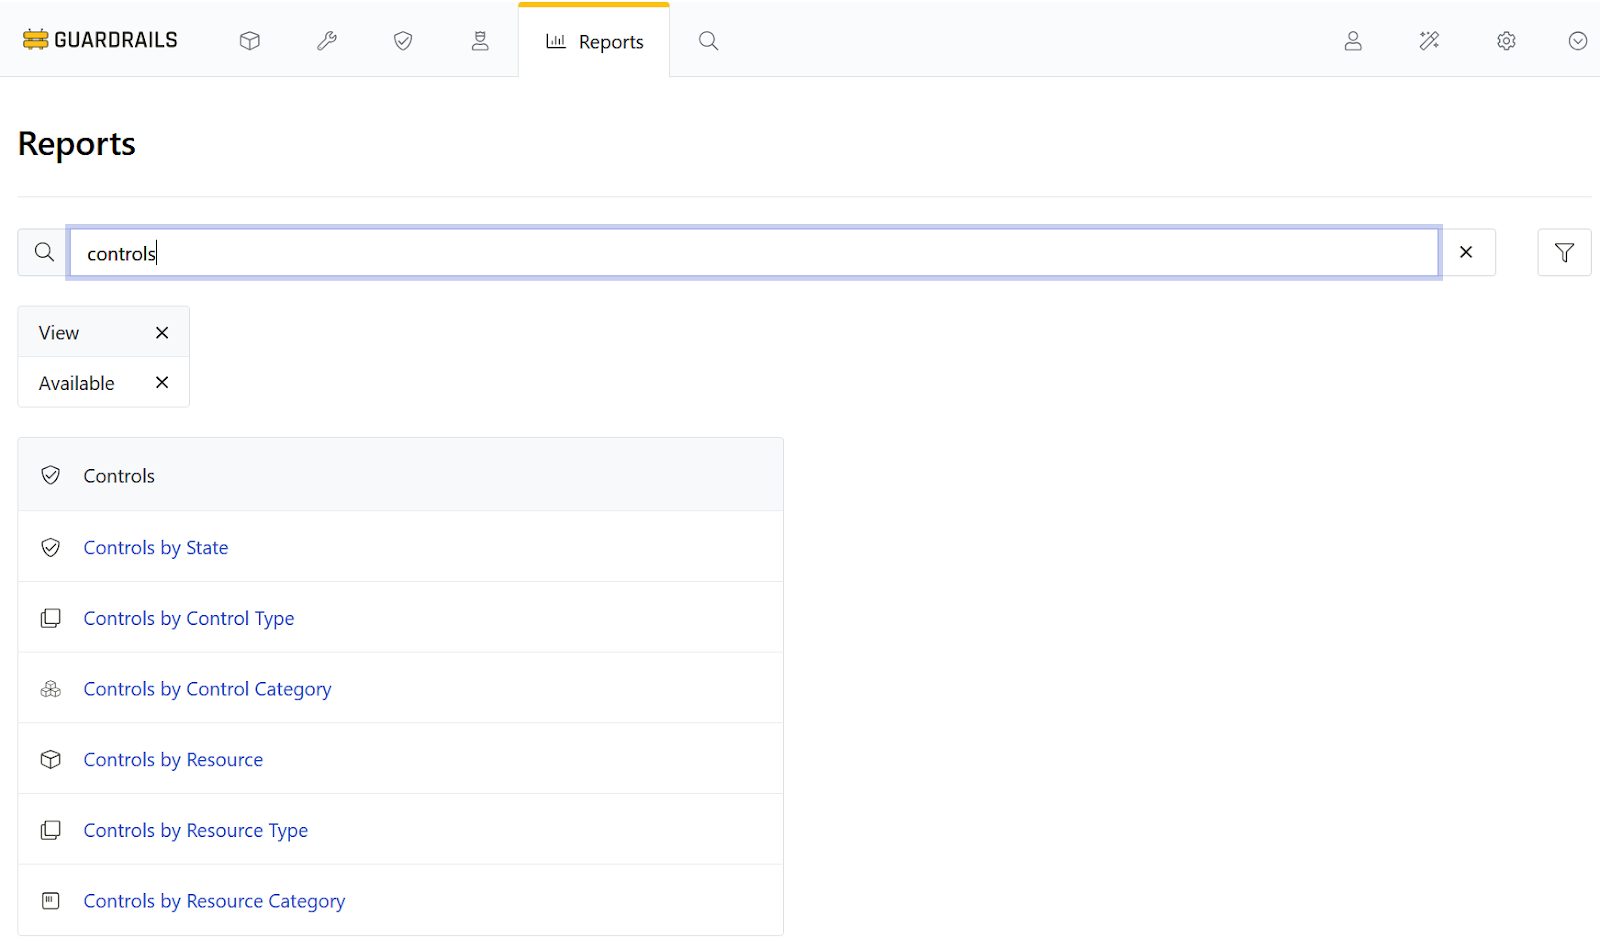 GUARDRAILS
Reports
Reports
controls
View
Available
Controls
Controls by State
Controls by Control Type
Controls by Control Category
Controls by Resource
Controls by Resource Type
Controls by Resource Category